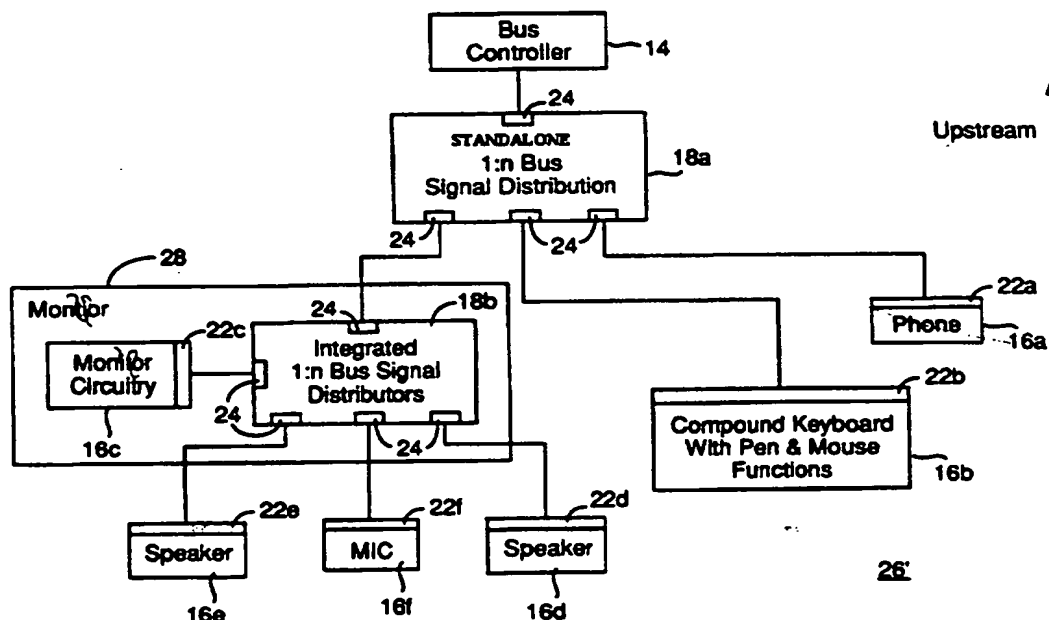 Bus
Controller
14
24
STANDALONE
1:n Bus
Signal Distribution
18a
Upstream
24
24
28
Monitor
22c
24
18b
Monitor
Circuitry
Integrated
1:n Bus Signal
Distributors
24
16c
24
22a
Phone
16a
22b
Compound Keyboard
With Pen & Mouse
Functions
16b
22e
Speaker
16e
22f
MIC
16f
22d
Speaker
16d
26'